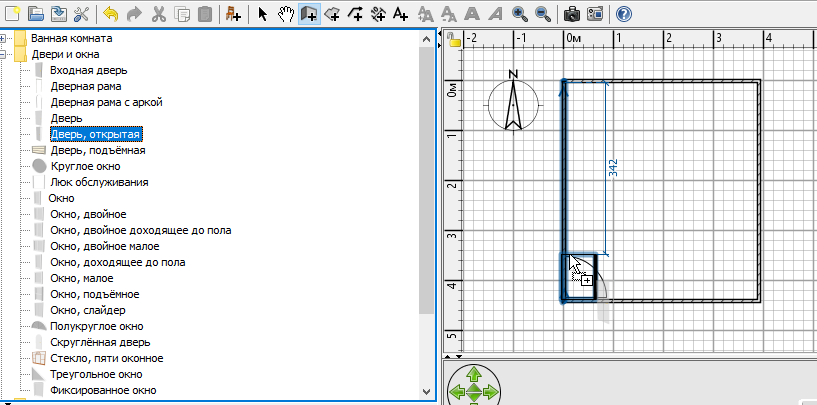 -2 -1 0м 1 2 3 4
Ванная комната
Двери и окна
Входная дверь
Дверная рама
Дверная рама с аркой
Дверь
Дверь, открытая
Дверь, подъёмная
Круглое окно
Люк обслуживания
Окно
Окно, двойное
Окно, двойное доходящее до пола
Окно, двойное малое
Окно, доходящее до пола
Окно, малое
Окно, подъёмное
Окно, слайдер
Полукруглое окно
Скруглённая дверь
Стекло, пяти оконное
Треугольное окно
Фиксированное окно
N
0м
1
2
3
4
5
342